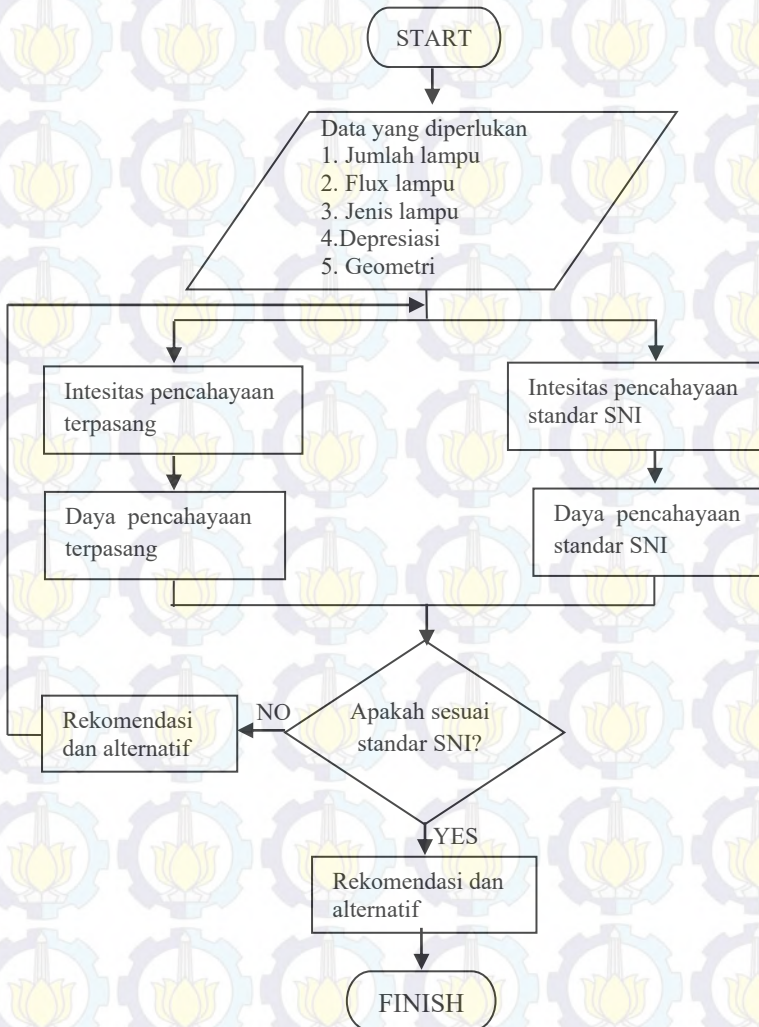 START
Data yang diperlukan
1. Jumlah lampu
2. Flux lampu
3. Jenis lampu
4.Depresiasi
5. Geometri
Intesitas pencahayaan
terpasang
Intesitas pencahayaan
standar SNI
Daya pencahayaan
terpasang
Daya pencahayaan
standar SNI
Apakah sesuai
standar SNI?
NO
Rekomendasi
dan alternatif
YES
Rekomendasi dan
alternatif
FINISH